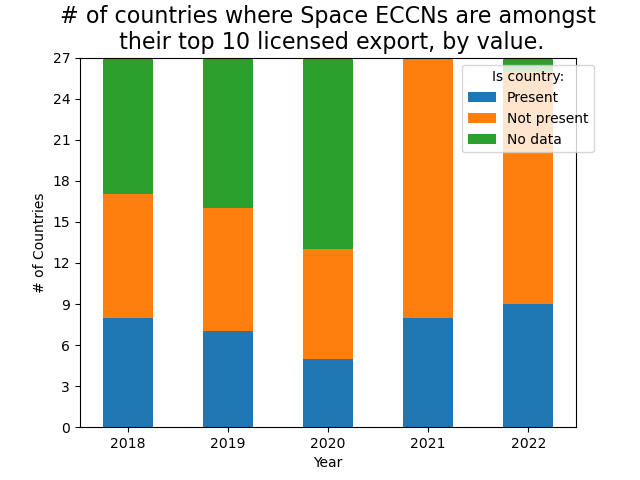 # of countries where Space ECCNs are amongst
their top 10 licensed export, by value.
27
24
21
18
15
12
9
6
3
0
# of Countries
Is country:
Present
Not present
No data
2018
2019
2020
2021
2022
Year